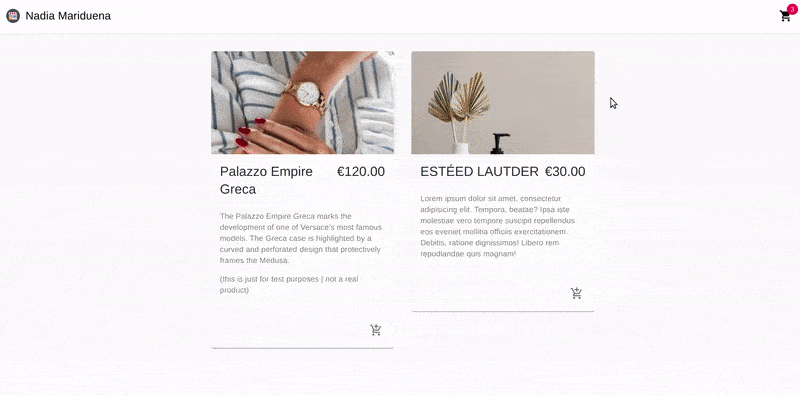 Nadia Mariduena
3
Palazzo Empire
Greca
€120.00
The Palazzo Empire Greca marks the
development of one of Versace's most famous
models. The Greca case is highlighted by a
curved and perforated design that protectively
frames the Medusa.
(this is just for test purposes | not a real
product)
ESTÉED LAUTDER €30.00
Lorem ipsum dolor sit amet, consectetur
adipisicing elit. Tempora, beatae? Ipsa iste
molestiae vero tempore suscipit repellendus
eos eveniet mollitia officiis exercitationem.
Debitis, ratione dignissimos! Libero rem
repudiandae quis magnam!